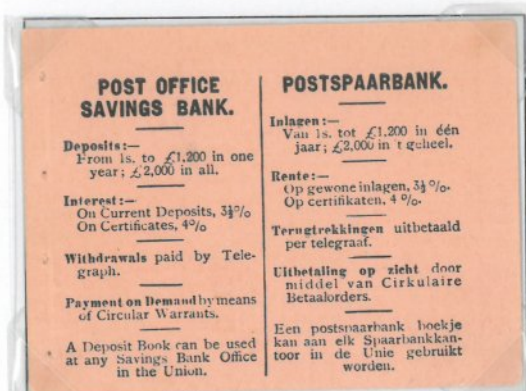 POST OFFICE
SAVINGS BANK.
Deposits:—
From 1s. to £1,200 in one
year; £2,000 in all.
Interest:—
On Current Deposits, 3½%
On Certificates, 4%
Withdrawals paid by Tele-
graph.
Payment on Demand by means
of Circular Warrants.
A Deposit Book can be used
at any Savings Bank Office
in the Union.
POSTSPAARBANK.
Inlagen:—
Van 1s. tot £1,200 in één
jaar; £2,000 in 't geheel.
Rente:—
Op gewone inlagen, 3½%.
Op certifikaten, 4 %.
Terugtrekkingen uitbetaald
per telegraaf.
Uitbetaling op zicht door
middel van Cirkulaire
Betaalorders.
Een postspaarbank boekje
kan aan elk Spaarbankkan-
toor in de Unie gebruikt
worden.